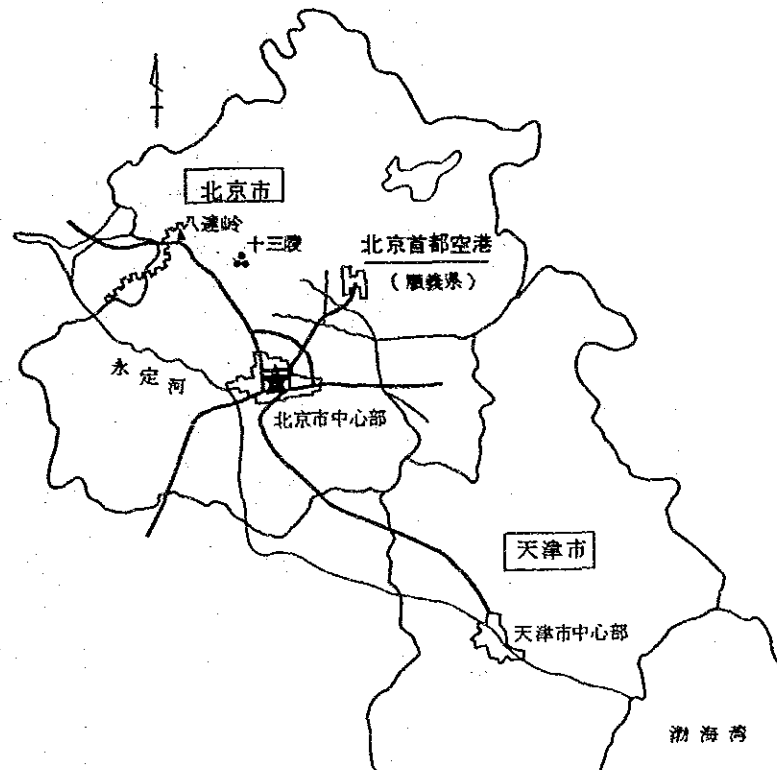 北京市
八達岭
十三陵
北京首都空港
(順義県)
永定河
北京市中心部
天津市
天津市中心部
渤海湾